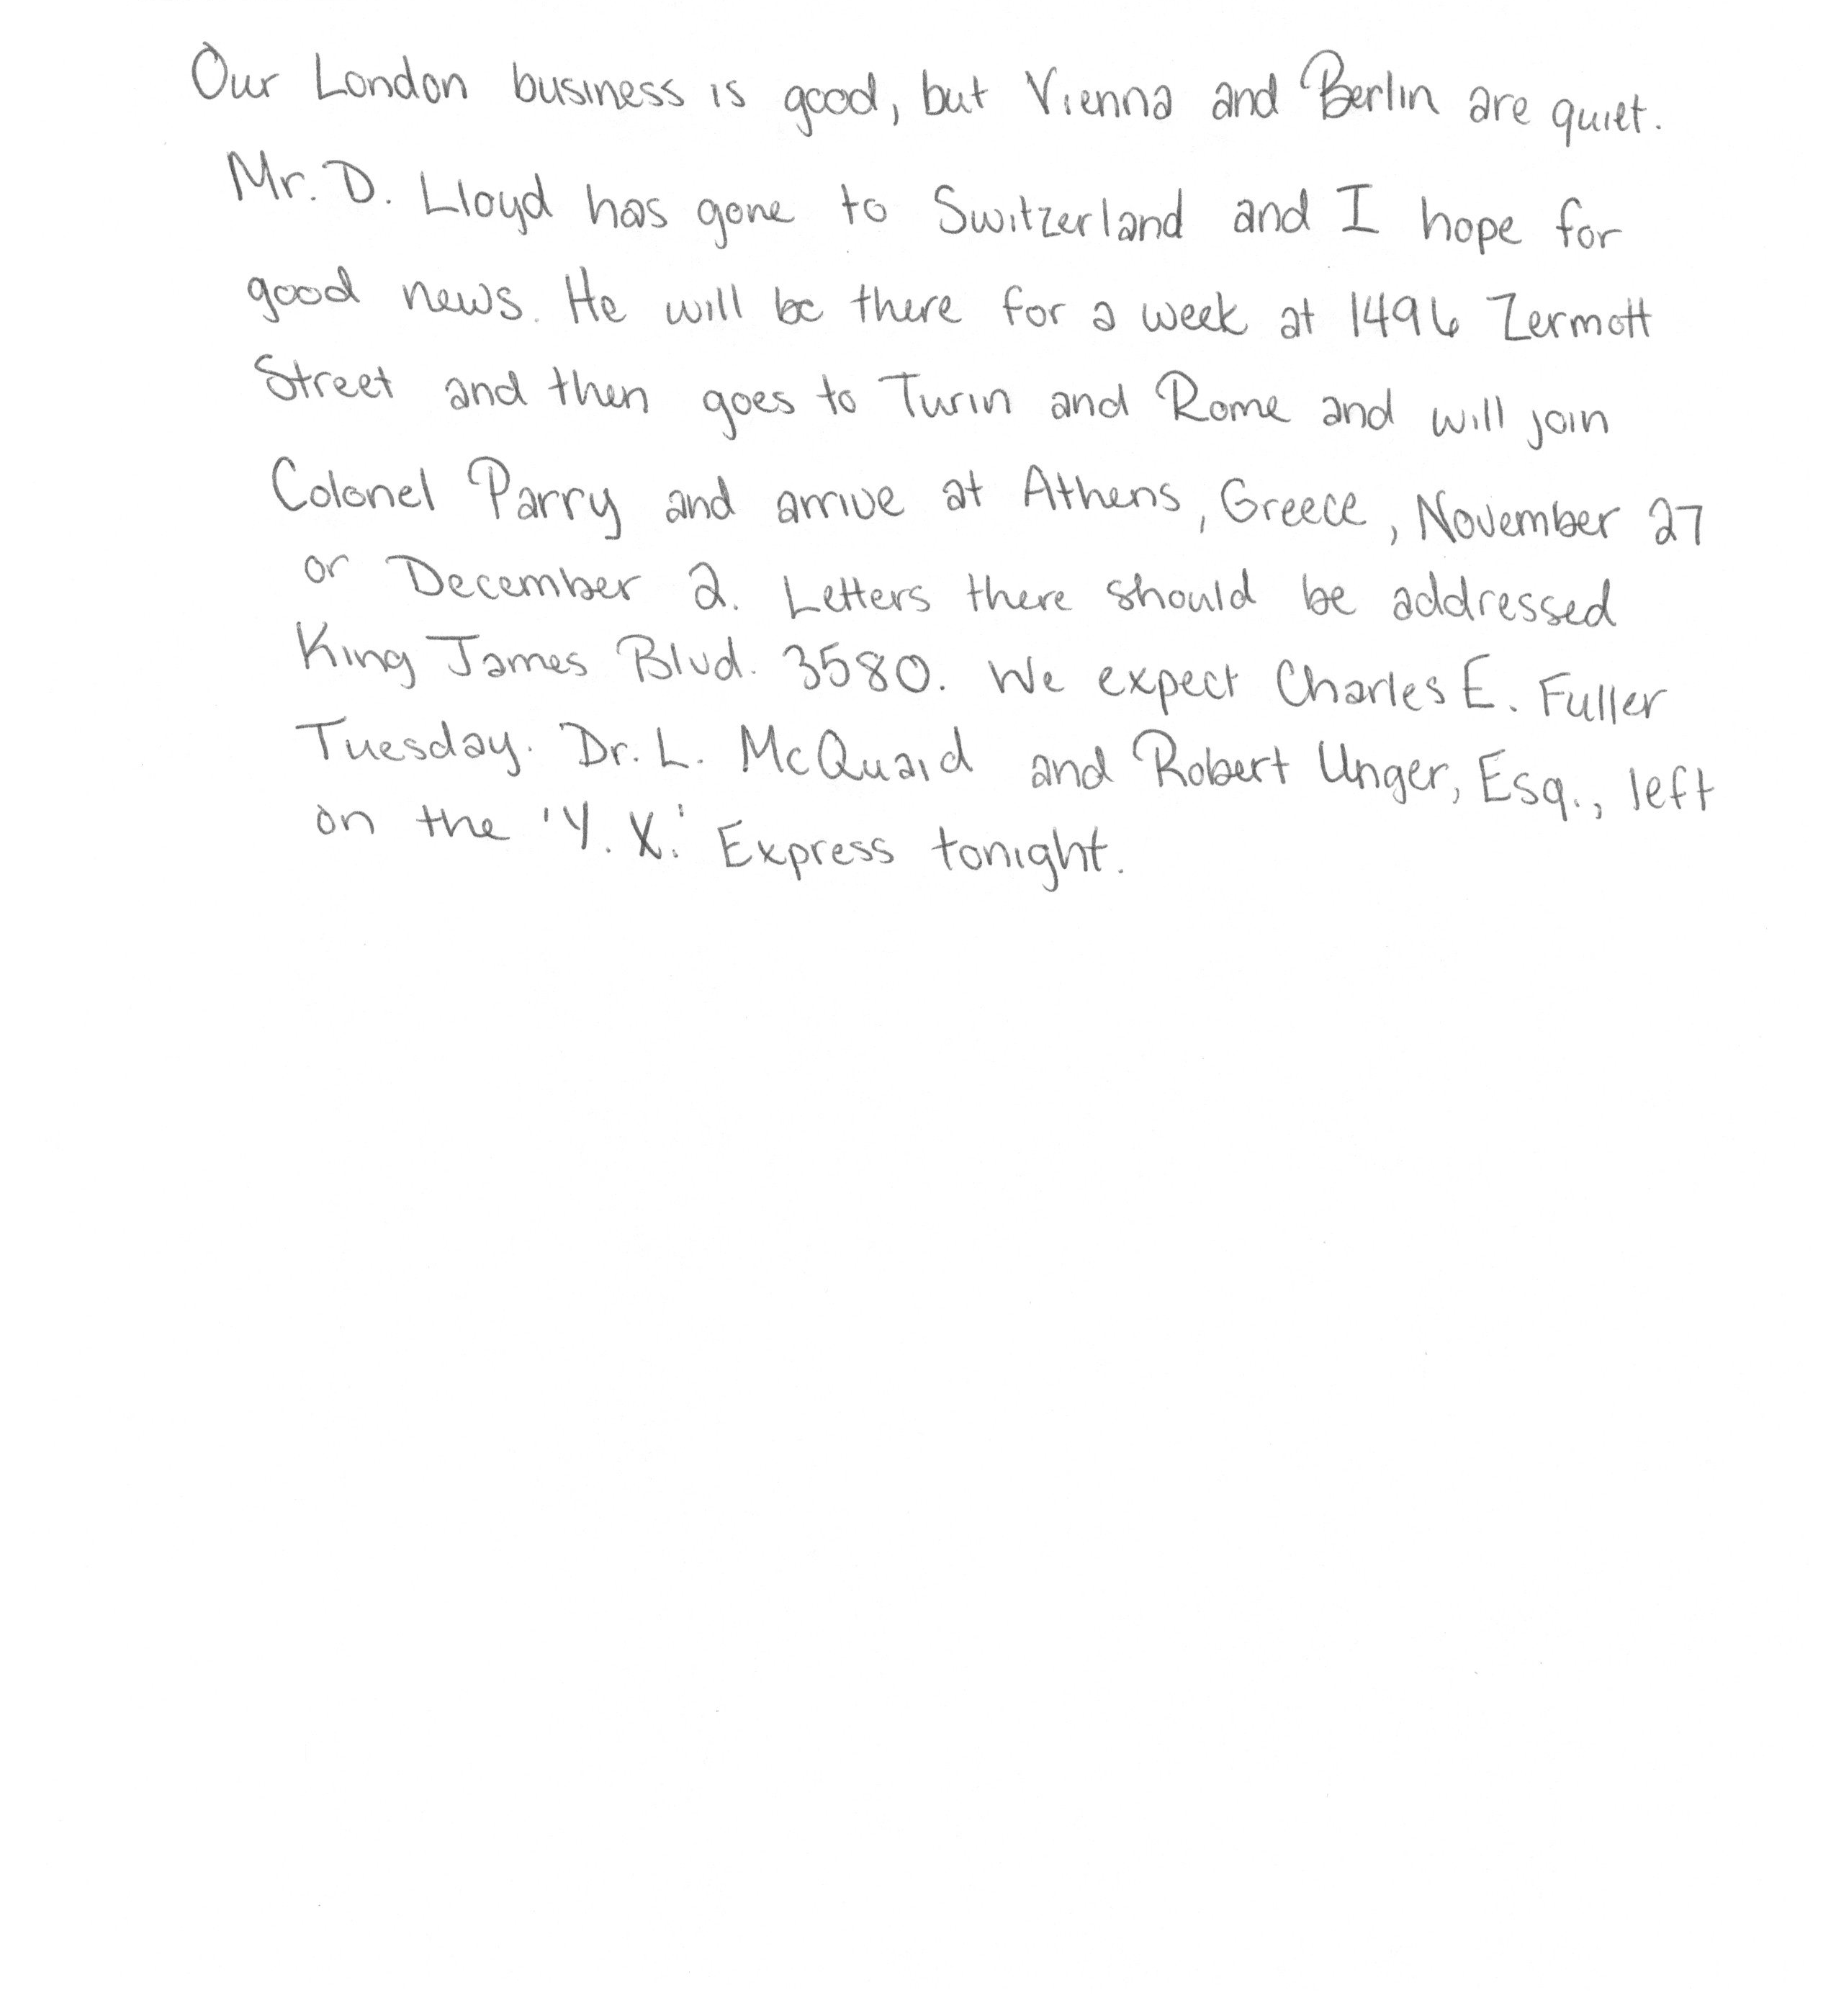 Our London business is good, but Vienna and Berlin are quiet.
Mr. D. Lloyd has gone to Switzerland and I hope for
good news. He will be there for a week at 1496 Zermott
Street and then goes to Turin and Rome and will join
Colonel Parry and arrive at Athens, Greece, November 27
or December 2. Letters there should be addressed
King James Blvd. 3580. We expect Charles E. Fuller
Tuesday. Dr. L. McQuaid and Robert Unger, Esq., left
on the 'Y. X.' Express tonight.